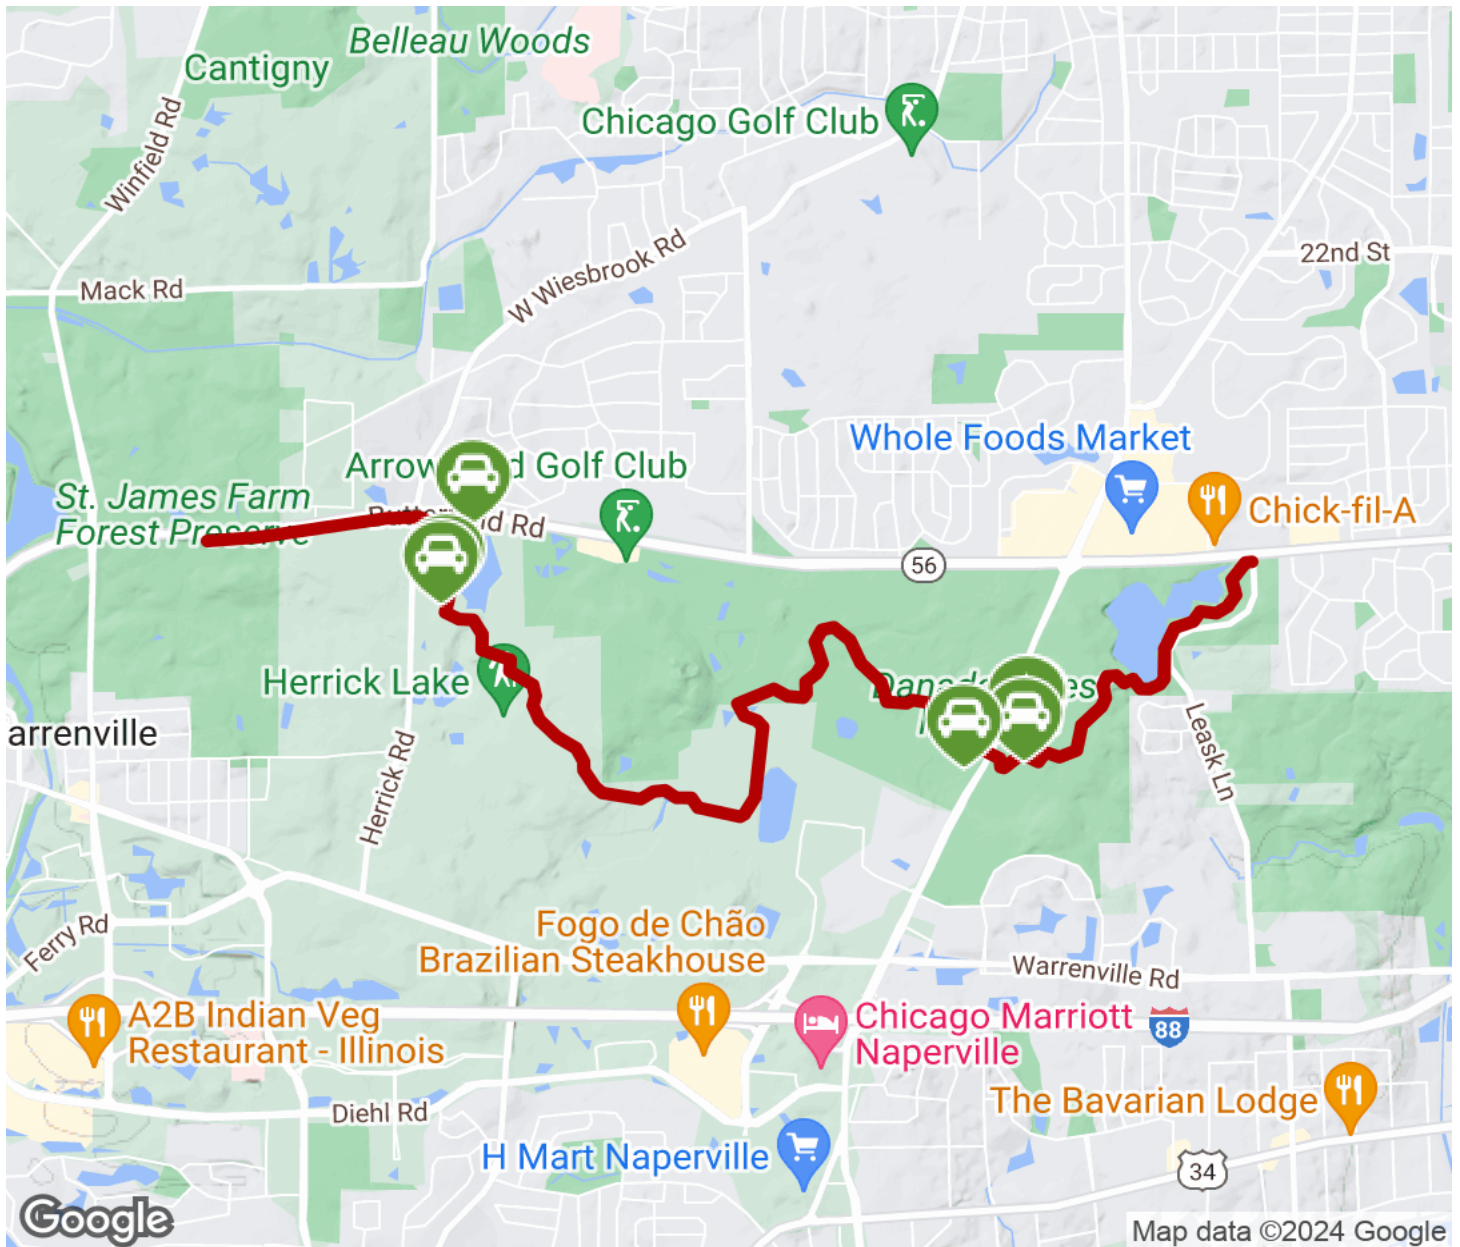 Belleau Woods
Cantigny
Chicago Golf Club
Winfield Rd
W Wiesbrook Rd
22nd St
Mack Rd
Whole Foods Market
Golf Club
St. James Farm
Forest Preserve
Rd
Chick-fil-A
56
Herrick Lake
arrenville
Herrick Rd
Leask Ln
Ferry Rd
Fogo de Chão
Brazilian Steakhouse
Warrenville Rd
A2B Indian Veg
Restaurant - Illinois
Chicago Marriott
Naperville
88
The Bavarian Lodge
Diehl Rd
H Mart Naperville
34
Google
Map data ©2024 Google